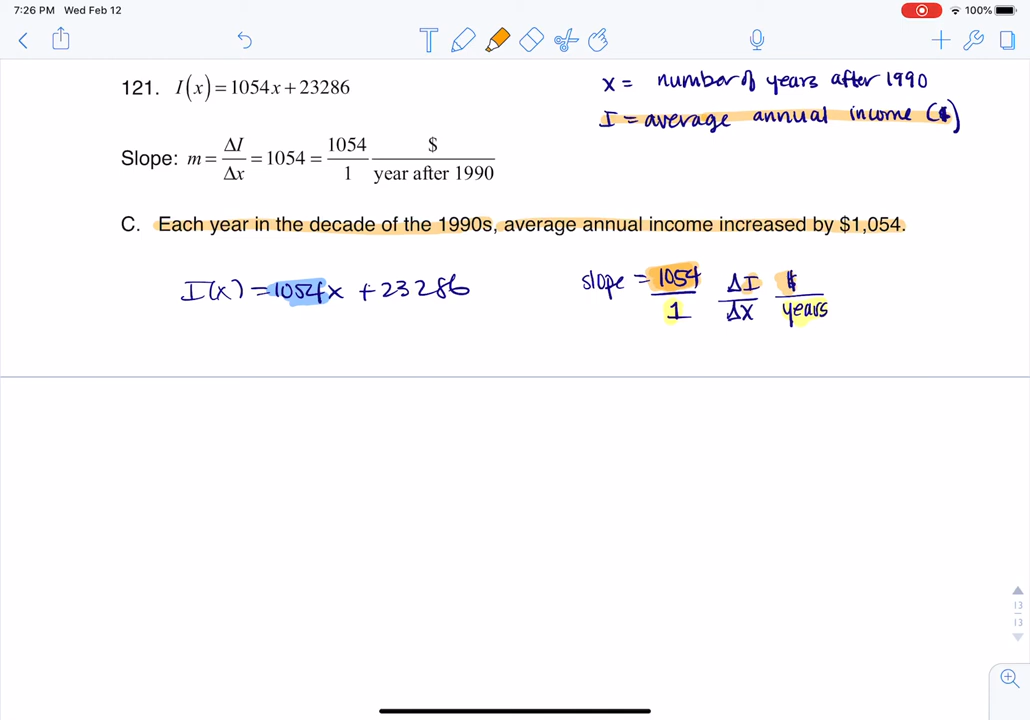 7:26 PM Wed Feb 12
100%
T
121. I(x) = 1054x + 23286
x = number of years after 1990
I = average annual income ($)
Slope: m = ΔI/Δx = 1054 = 1054/1 $/year after 1990
C. Each year in the decade of the 1990s, average annual income increased by $1,054.
I(x) = 1054x + 23286
slope = 1054/1 ΔI/ΔX $/years
13
13